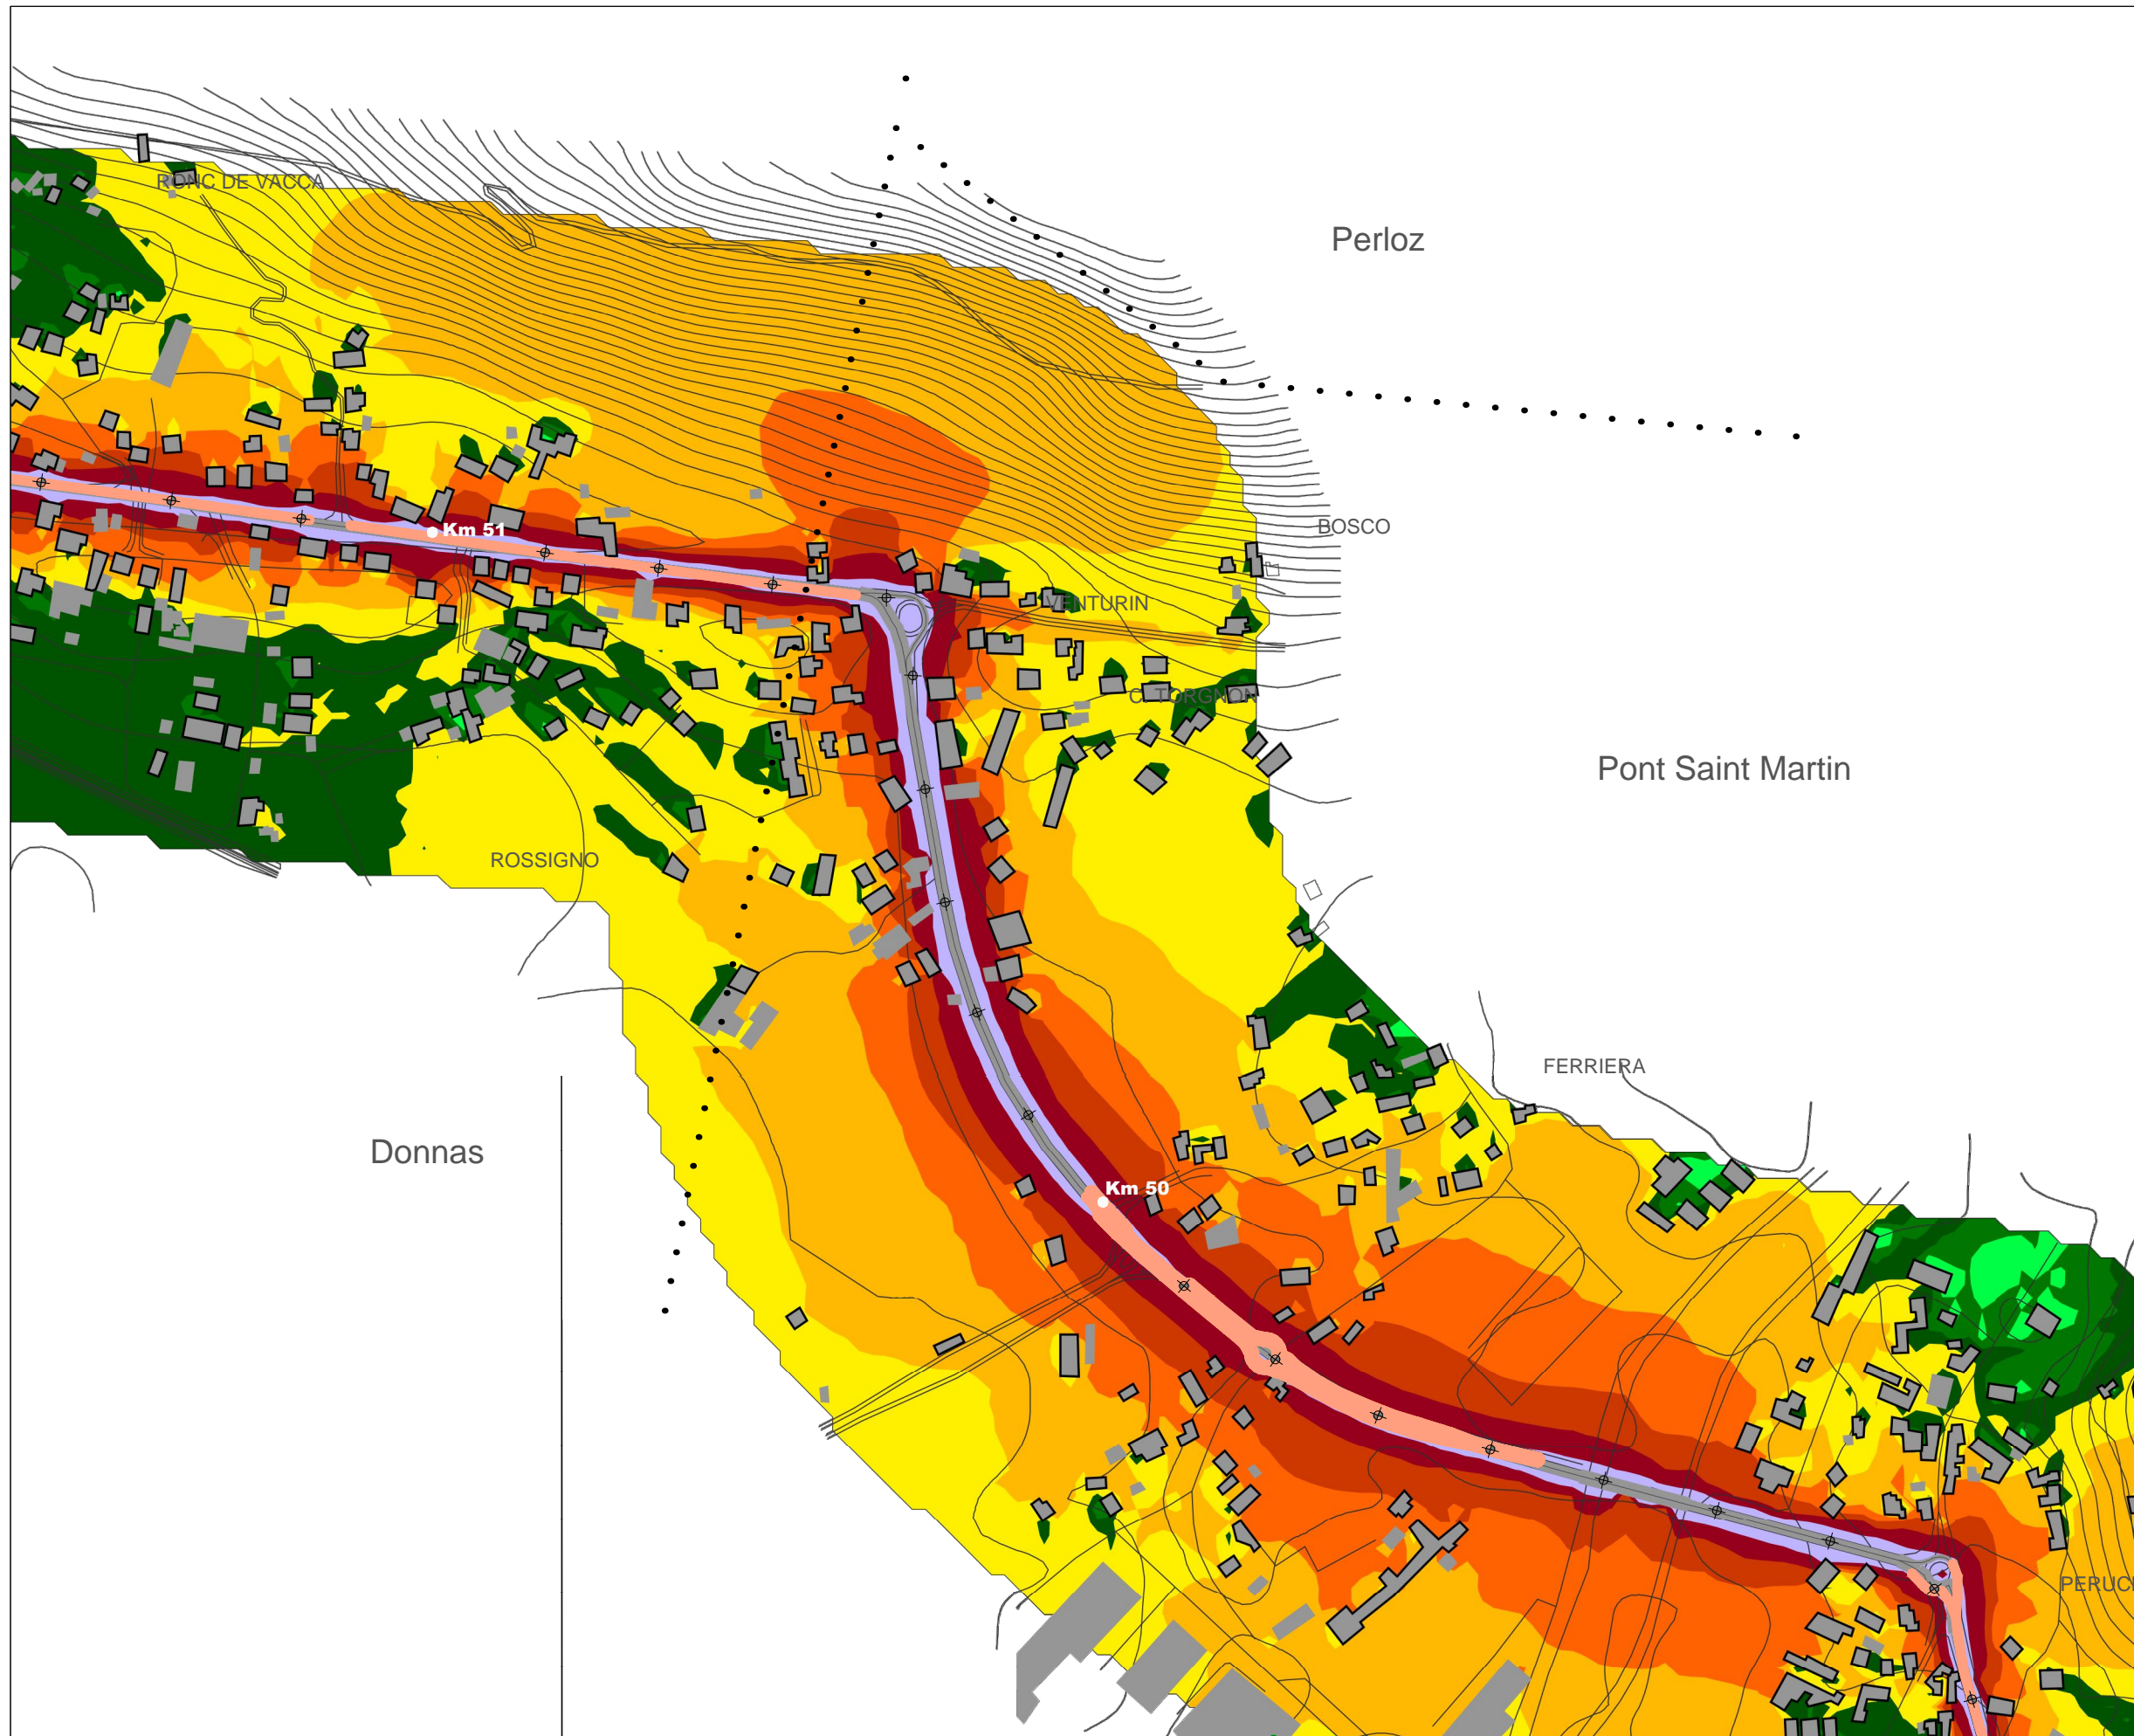 RONC DE VACCA
Perloz
BOSCO
Km 51
VENTURIN
C. TORGNON
Pont Saint Martin
ROSSIGNO
FERRIERA
Donnas
Km 50